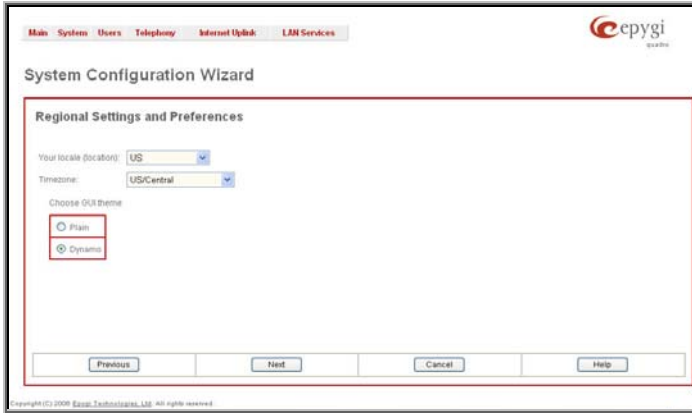 Main System Users Telephony Internet Uplink LAN Services
epygi
quadro
System Configuration Wizard
Regional Settings and Preferences
Your locale (location): US
Timezone: US/Central
Choose GUI theme
Plain
Dynamic
Previous Next Cancel Help
Copyright (C) 2008 Epygi Technologies, Ltd. All rights reserved.